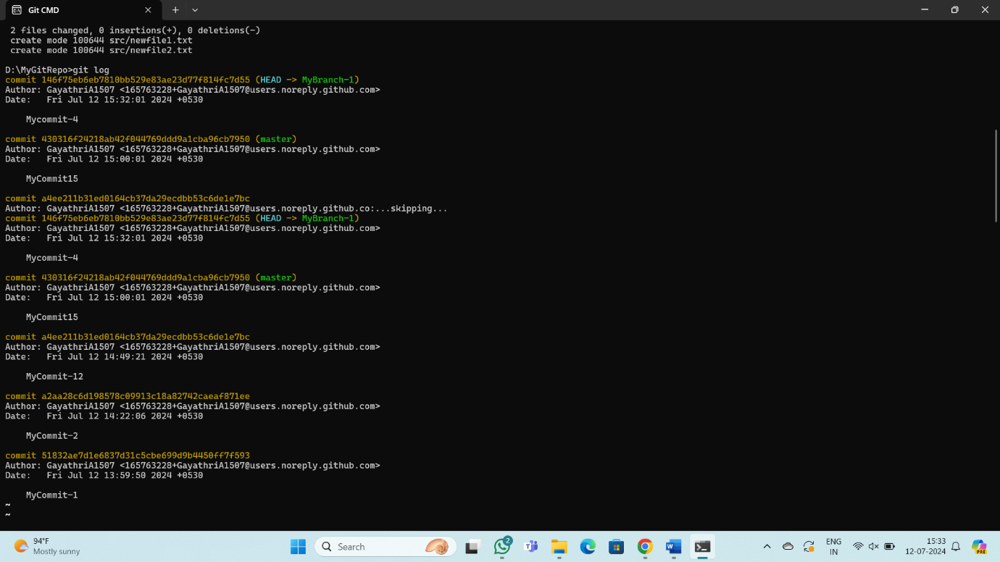 Git CMD
2 files changed, 0 insertions(+), 0 deletions(-)
create mode 100644 src/newfile1.txt
create mode 100644 src/newfile2.txt
D:\MyGitRepo>git log
commit 146f75eb6eb7810bb529e83ae23d77f814fc7d55 (HEAD -> MyBranch-1)
Author: GayathriA1507 <165763228+GayathriA1507@users.noreply.github.com>
Date:   Fri Jul 12 15:32:01 2024 +0530
Mycommit-4
commit 430316f24218ab42f044769ddd9a1cba96cb7950 (master)
Author: GayathriA1507 <165763228+GayathriA1507@users.noreply.github.com>
Date:   Fri Jul 12 15:00:01 2024 +0530
MyCommit15
commit a4ee211b31ed0164cb37da29ecdbb53c6de1e7bc
Author: GayathriA1507 <165763228+GayathriA1507@users.noreply.github.co:...skipping...
commit 146f75eb6eb7810bb529e83ae23d77f814fc7d55 (HEAD -> MyBranch-1)
Author: GayathriA1507 <165763228+GayathriA1507@users.noreply.github.com>
Date:   Fri Jul 12 15:32:01 2024 +0530
Mycommit-4
commit 430316f24218ab42f044769ddd9a1cba96cb7950 (master)
Author: GayathriA1507 <165763228+GayathriA1507@users.noreply.github.com>
Date:   Fri Jul 12 15:00:01 2024 +0530
MyCommit15
commit a4ee211b31ed0164cb37da29ecdbb53c6de1e7bc
Author: GayathriA1507 <165763228+GayathriA1507@users.noreply.github.com>
Date:   Fri Jul 12 14:49:21 2024 +0530
MyCommit-12
commit a2aa28c6d198578c09913c18a82742caeaf871ee
Author: GayathriA1507 <165763228+GayathriA1507@users.noreply.github.com>
Date:   Fri Jul 12 14:22:06 2024 +0530
MyCommit-2
commit 51832ae7d1e6837d31c5cbe699d9b4450ff7f593
Author: GayathriA1507 <165763228+GayathriA1507@users.noreply.github.com>
Date:   Fri Jul 12 13:59:50 2024 +0530
MyCommit-1
~
~
94°F
Mostly sunny
Search
2
ENG
IN
15:33
12-07-2024
PRE